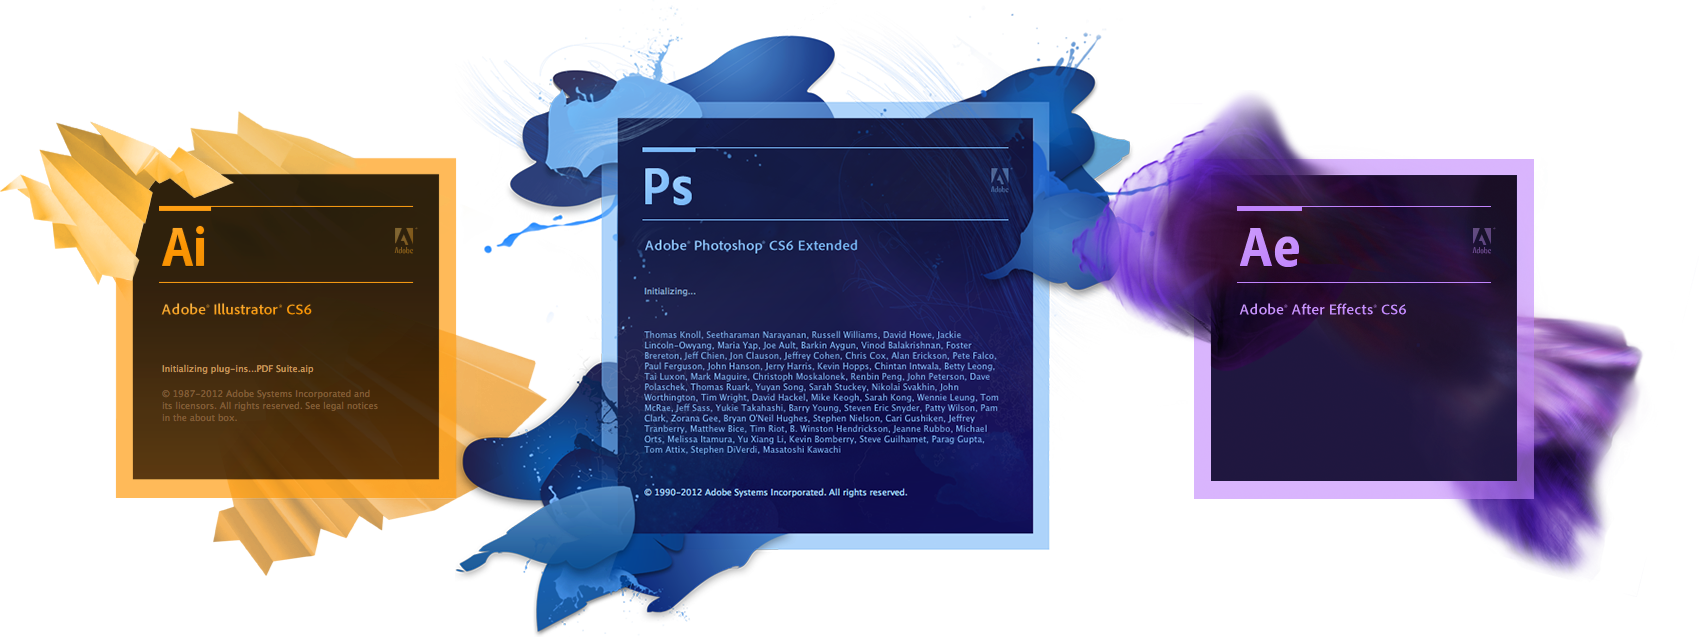 Ai
Adobe
Adobe® Illustrator® CS6
Initializing plug-ins...PDF Suite.aip
© 1987-2012 Adobe Systems Incorporated and
its licensors. All rights reserved. See legal notices
in the about box.
Ps
Adobe
Adobe® Photoshop® CS6 Extended
Initializing...
Thomas Knoll, Seetharaman Narayanan, Russell Williams, David Howe, Jackie
Lincoln-Owyang, Maria Yap, Joe Ault, Barkin Aygun, Vinod Balakrishnan, Foster
Brereton, Jeff Chien, Jon Clauson, Jeffrey Cohen, Chris Cox, Alan Erickson, Pete Falco,
Paul Ferguson, John Hanson, Jerry Harris, Kevin Hopps, Chintan Intwala, Betty Leong,
Tai Luxon, Mark Maguire, Christoph Moskalonek, Renbin Peng, John Peterson, Dave
Polaschek, Thomas Ruark, Yuyan Song, Sarah Stuckey, Nikolai Svakhin, John
Worthington, Tim Wright, David Hackel, Mike Keogh, Sarah Kong, Wennie Leung, Tom
McRae, Jeff Sass, Yukie Takahashi, Barry Young, Steven Eric Snyder, Patty Wilson, Pam
Clark, Zorana Gee, Bryan O'Neil Hughes, Stephen Nielson, Cari Gushiken, Jeffrey
Tranberry, Matthew Bice, Tim Riot, B. Winston Hendrickson, Jeanne Rubbo, Michael
Orts, Melissa Itamura, Yu Xiang Li, Kevin Bomberry, Steve Guilhamet, Parag Gupta,
Tom Attix, Stephen DiVerdi, Masatoshi Kawachi
© 1990-2012 Adobe Systems Incorporated. All rights reserved.
Ae
Adobe
Adobe® After Effects® CS6